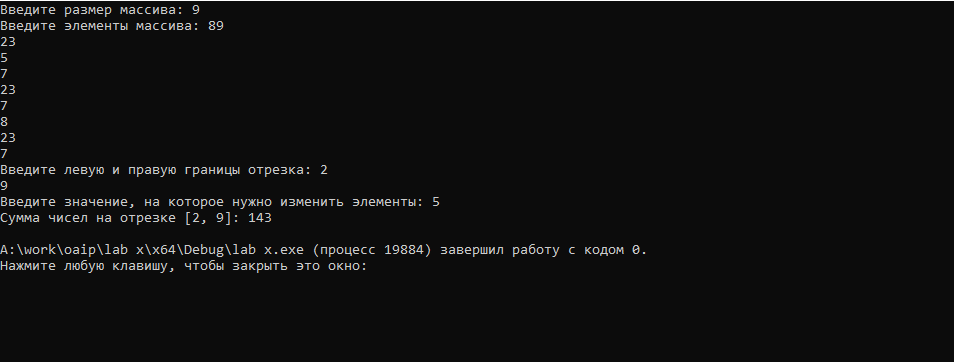 Введите размер массива: 9
Введите элементы массива: 89
23
5
7
23
7
8
23
7
Введите левую и правую границы отрезка: 2
9
Введите значение, на которое нужно изменить элементы: 5
Сумма чисел на отрезке [2, 9]: 143
A:\work\oaip\lab x\x64\Debug\lab x.exe (процесс 19884) завершил работу с кодом 0.
Нажмите любую клавишу, чтобы закрыть это окно: